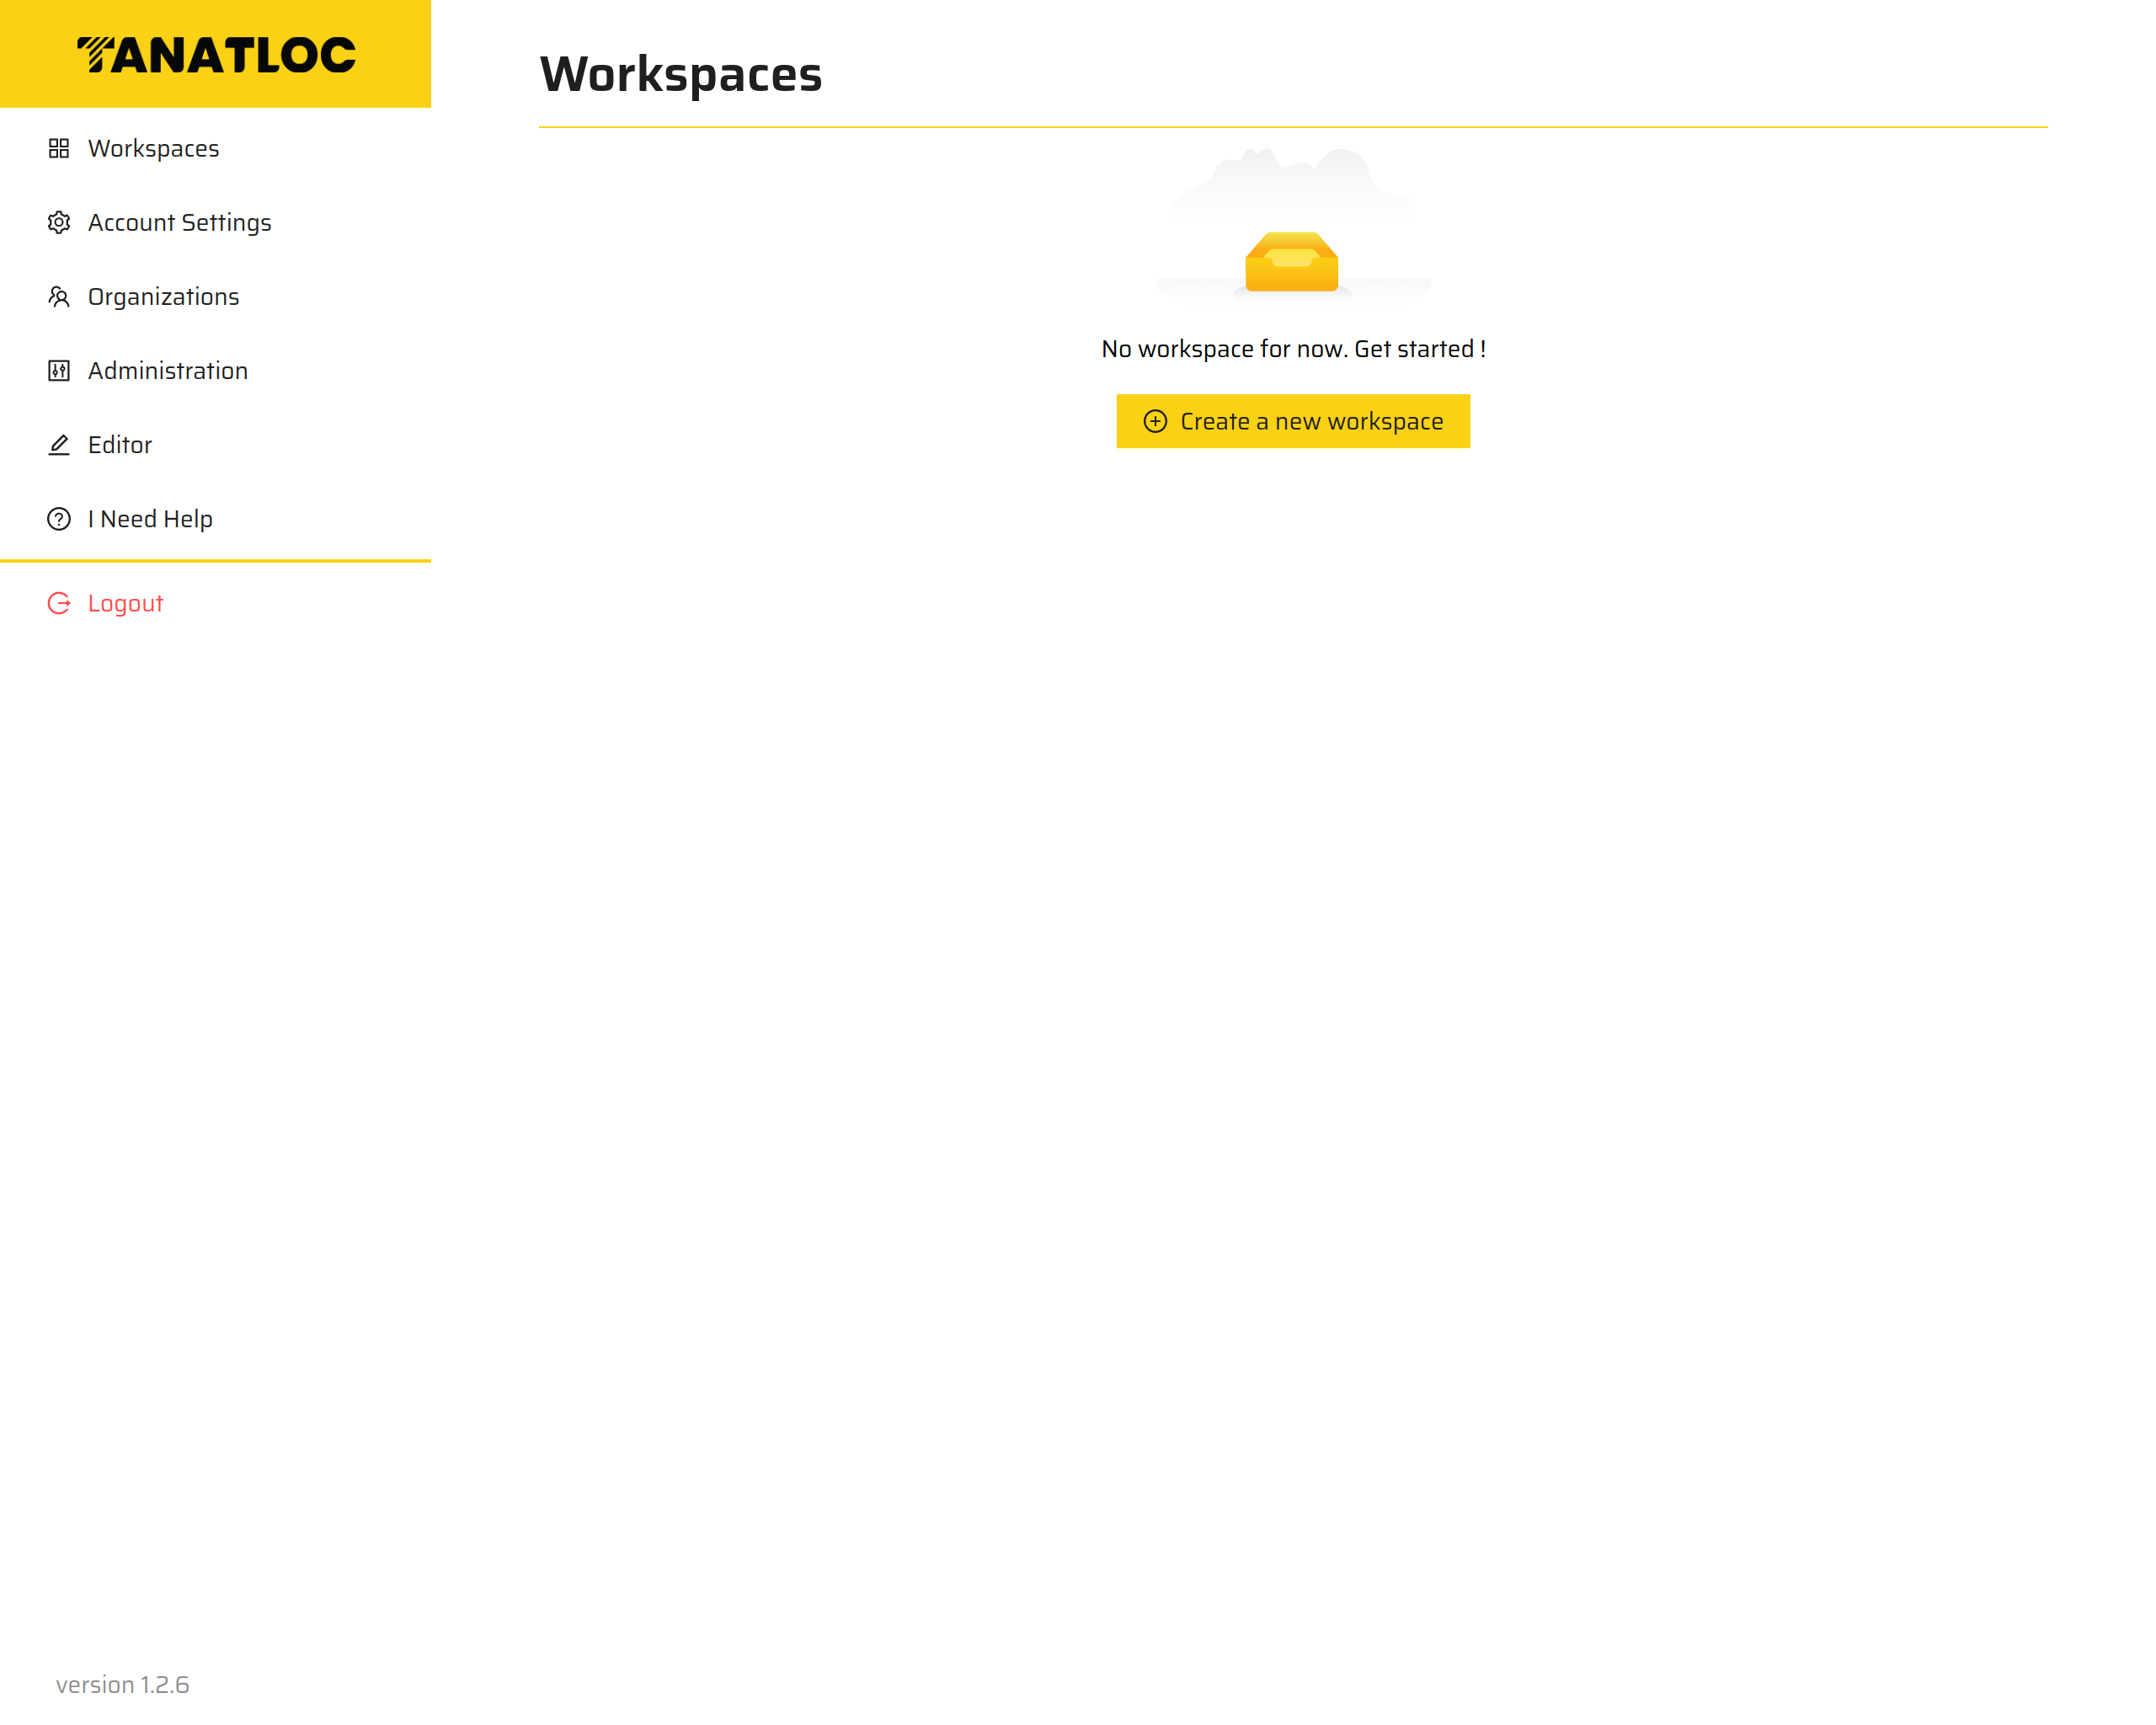 TANATLOC
Workspaces
Account Settings
Organizations
Administration
Editor
I Need Help
Logout
version 1.2.6
Workspaces
No workspace for now. Get started !
Create a new workspace